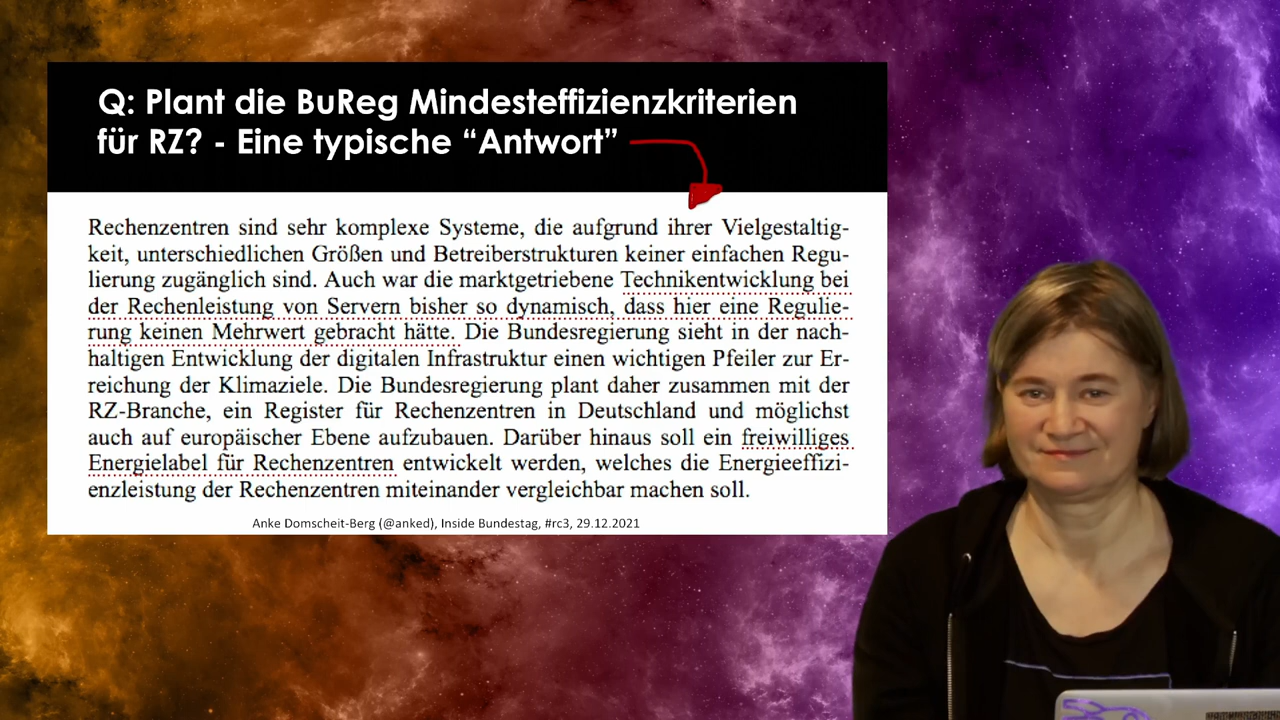 Q: Plant die BuReg Mindesteffizienzkriterien
für RZ? - Eine typische “Antwort”
Rechenzentren sind sehr komplexe Systeme, die aufgrund ihrer Vielgestaltig-
keit, unterschiedlichen Größen und Betreiberstrukturen keiner einfachen Regu-
lierung zugänglich sind. Auch war die marktgetriebene Technikentwicklung bei
der Rechenleistung von Servern bisher so dynamisch, dass hier eine Regulie-
rung keinen Mehrwert gebracht hätte. Die Bundesregierung sieht in der nach-
haltigen Entwicklung der digitalen Infrastruktur einen wichtigen Pfeiler zur Er-
reichung der Klimaziele. Die Bundesregierung plant daher zusammen mit der
RZ-Branche, ein Register für Rechenzentren in Deutschland und möglichst
auch auf europäischer Ebene aufzubauen. Darüber hinaus soll ein freiwilliges
Energielabel für Rechenzentren entwickelt werden, welches die Energieeffizi-
enzleistung der Rechenzentren miteinander vergleichbar machen soll.
Anke Domscheit-Berg (@anked), Inside Bundestag, #rc3, 29.12.2021